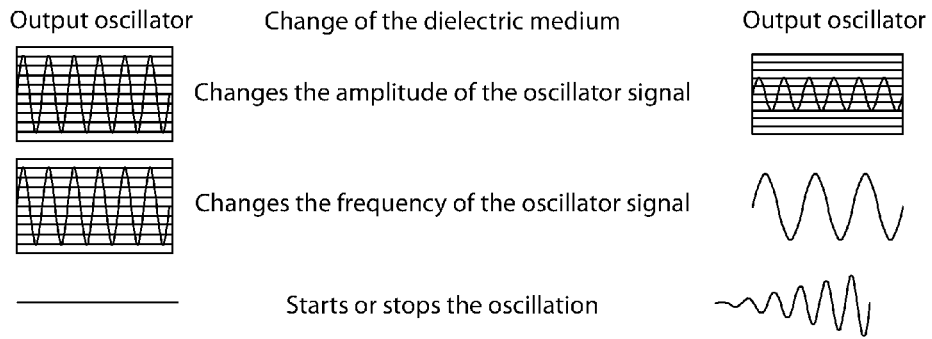 Output oscillator Change of the dielectric medium Output oscillator
Changes the amplitude of the oscillator signal
Changes the frequency of the oscillator signal
Starts or stops the oscillation